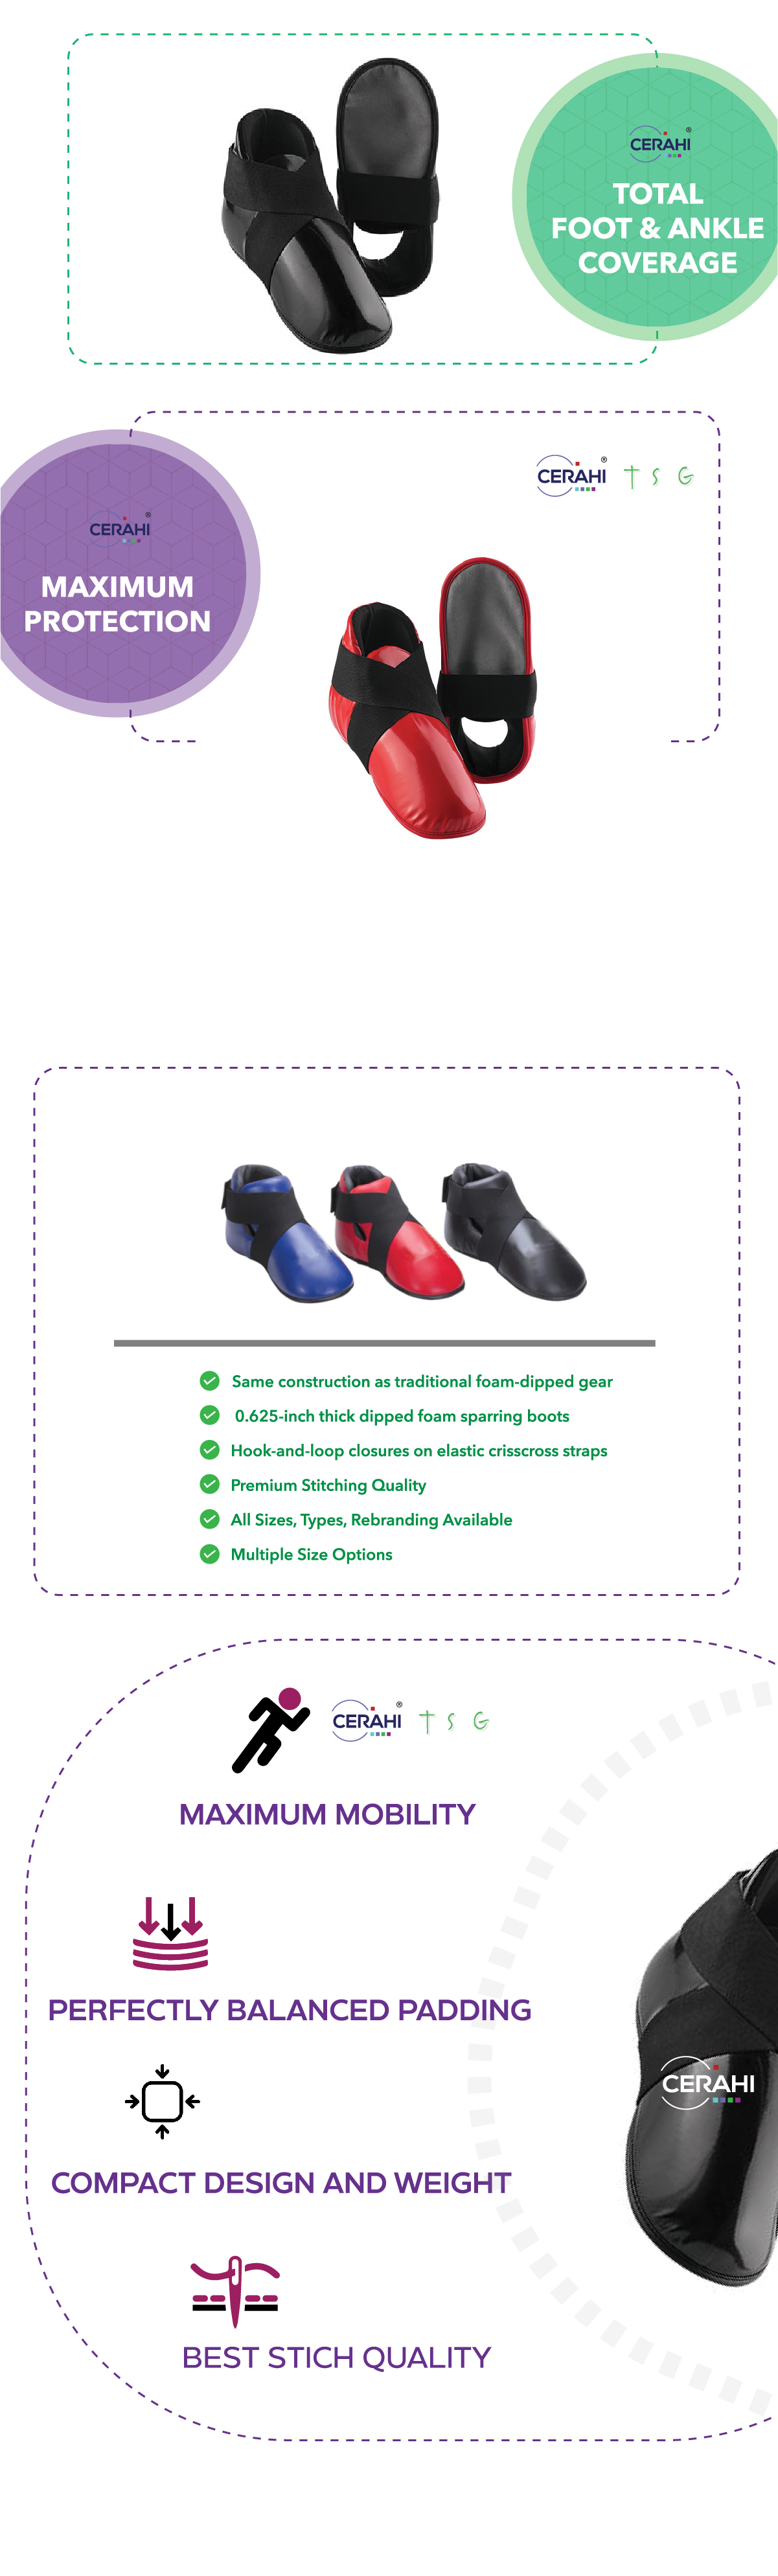 CERAHI ®
TOTAL
FOOT & ANKLE
COVERAGE
CERAHI ® T S G
CERAHI ®
MAXIMUM
PROTECTION
Same construction as traditional foam-dipped gear
0.625-inch thick dipped foam sparring boots
Hook-and-loop closures on elastic crisscross straps
Premium Stitching Quality
All Sizes, Types, Rebranding Available
Multiple Size Options
CERAHI ® T S G
MAXIMUM MOBILITY
PERFECTLY BALANCED PADDING
CERAHI
COMPACT DESIGN AND WEIGHT
BEST STICH QUALITY